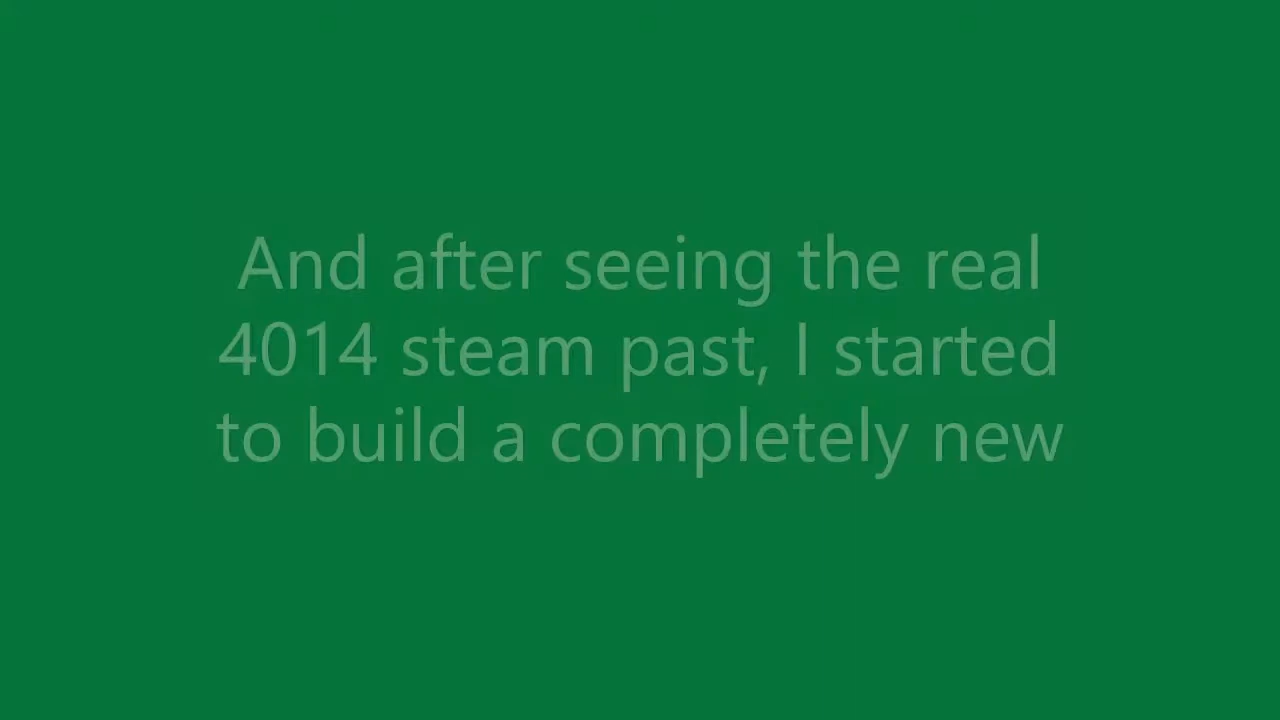 And after seeing the real
4014 steam past, I started
to build a completely new